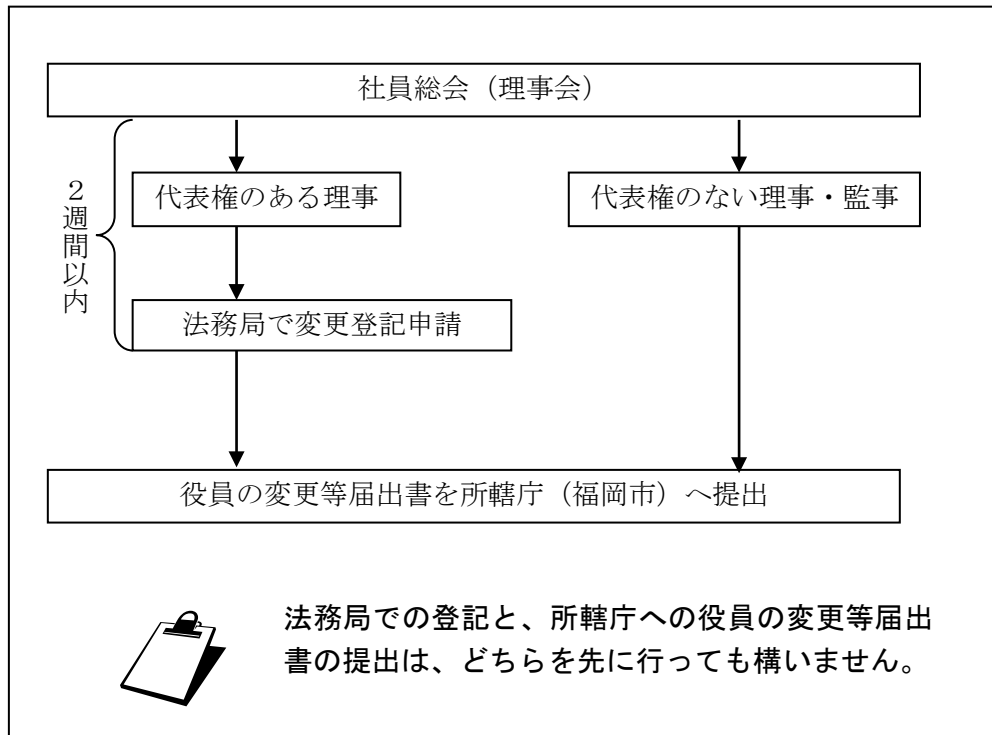 社員総会（理事会）
２週間以内
代表権のある理事
代表権のない理事・監事
法務局で変更登記申請
役員の変更等届出書を所轄庁（福岡市）へ提出
法務局での登記と、所轄庁への役員の変更等届出
書の提出は、どちらを先に行っても構いません。